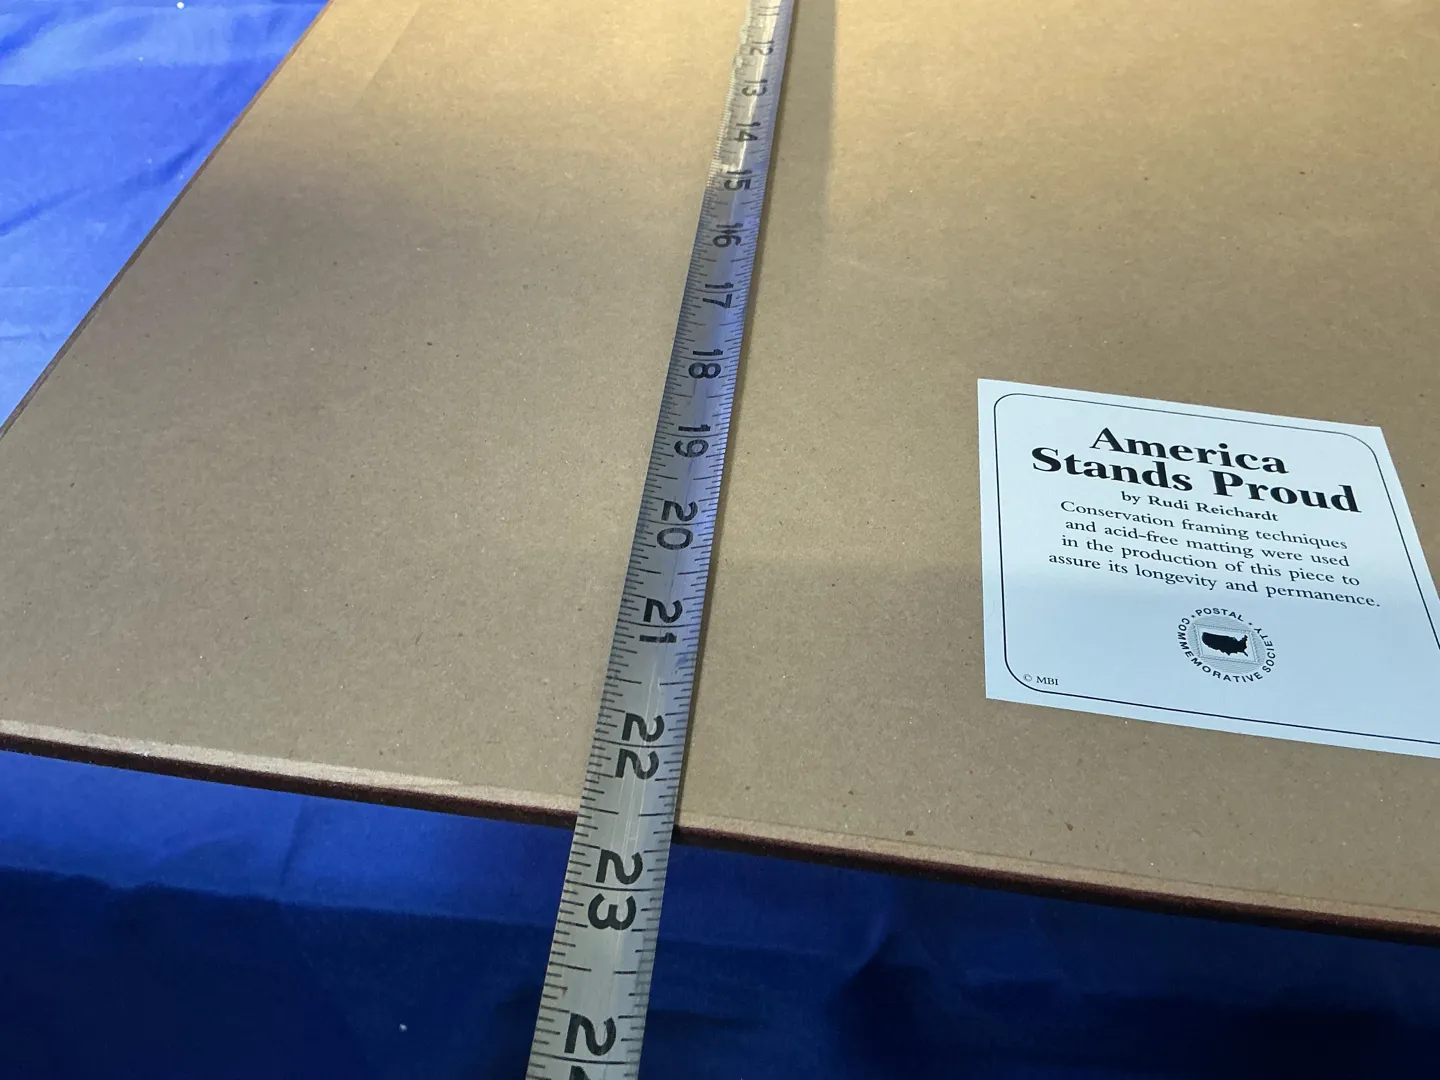 12
13
14
15
16
17
18
19
20
21
22
23
24
America
Stands Proud
by Rudi Reichardt
Conservation framing techniques
and acid-free matting were used
in the production of this piece to
assure its longevity and permanence.
• POSTAL •
COMMEMORATIVE SOCIETY
© MBI